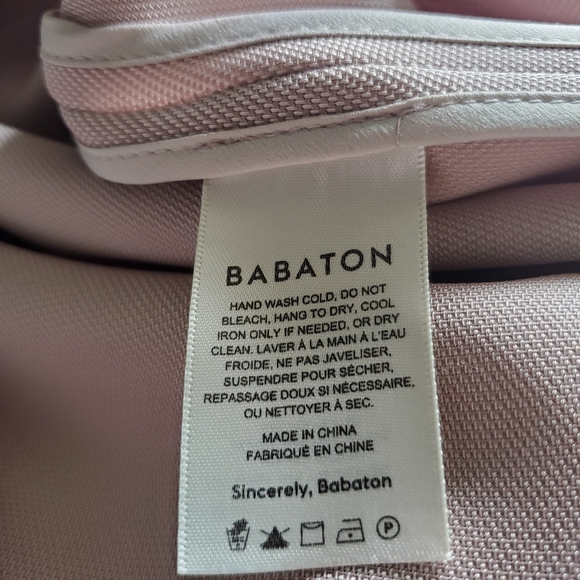 BABATON
HAND WASH COLD, DO NOT
BLEACH, HANG TO DRY, COOL
IRON ONLY IF NEEDED, OR DRY
CLEAN. LAVER À LA MAIN À L'EAU
FROIDE, NE PAS JAVELISER,
SUSPENDRE POUR SÉCHER,
REPASSAGE DOUX SI NÉCESSAIRE,
OU NETTOYER À SEC.
MADE IN CHINA
FABRIQUÉ EN CHINE
Sincerely, Babaton
P